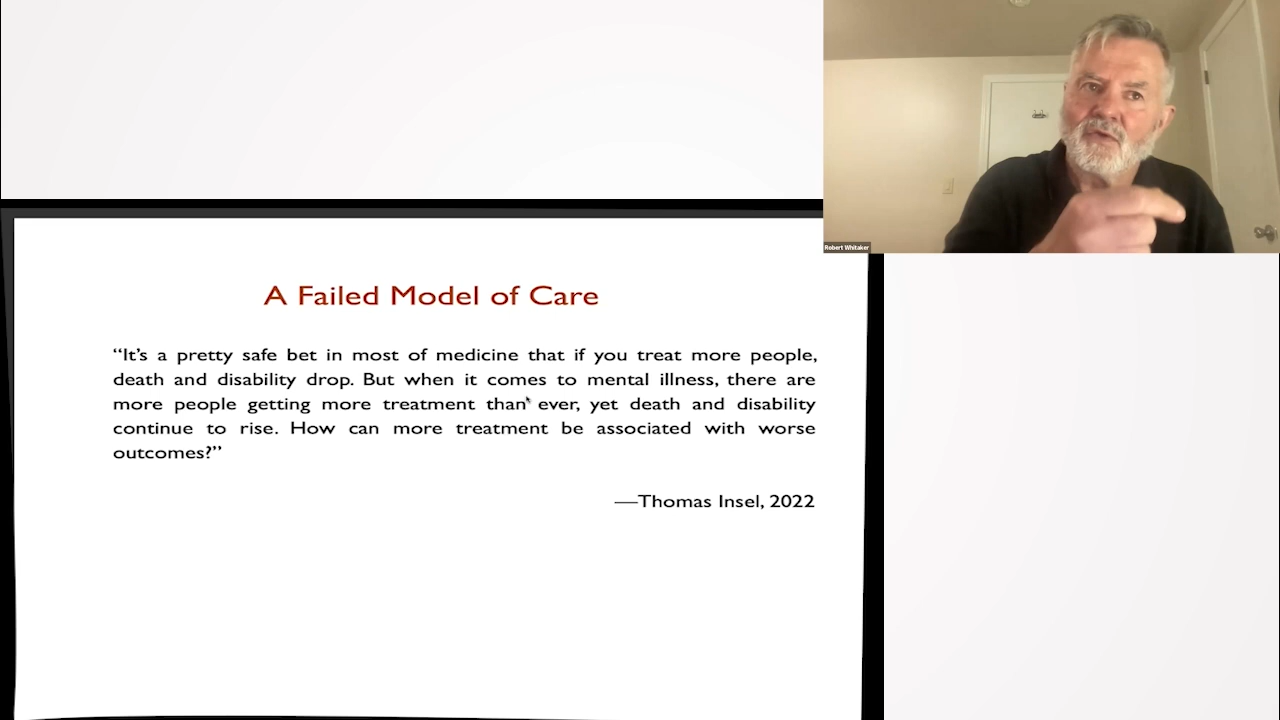 Robert Whitaker
A Failed Model of Care
“It’s a pretty safe bet in most of medicine that if you treat more people,
death and disability drop. But when it comes to mental illness, there are
more people getting more treatment than ever, yet death and disability
continue to rise. How can more treatment be associated with worse
outcomes?”
—Thomas Insel, 2022